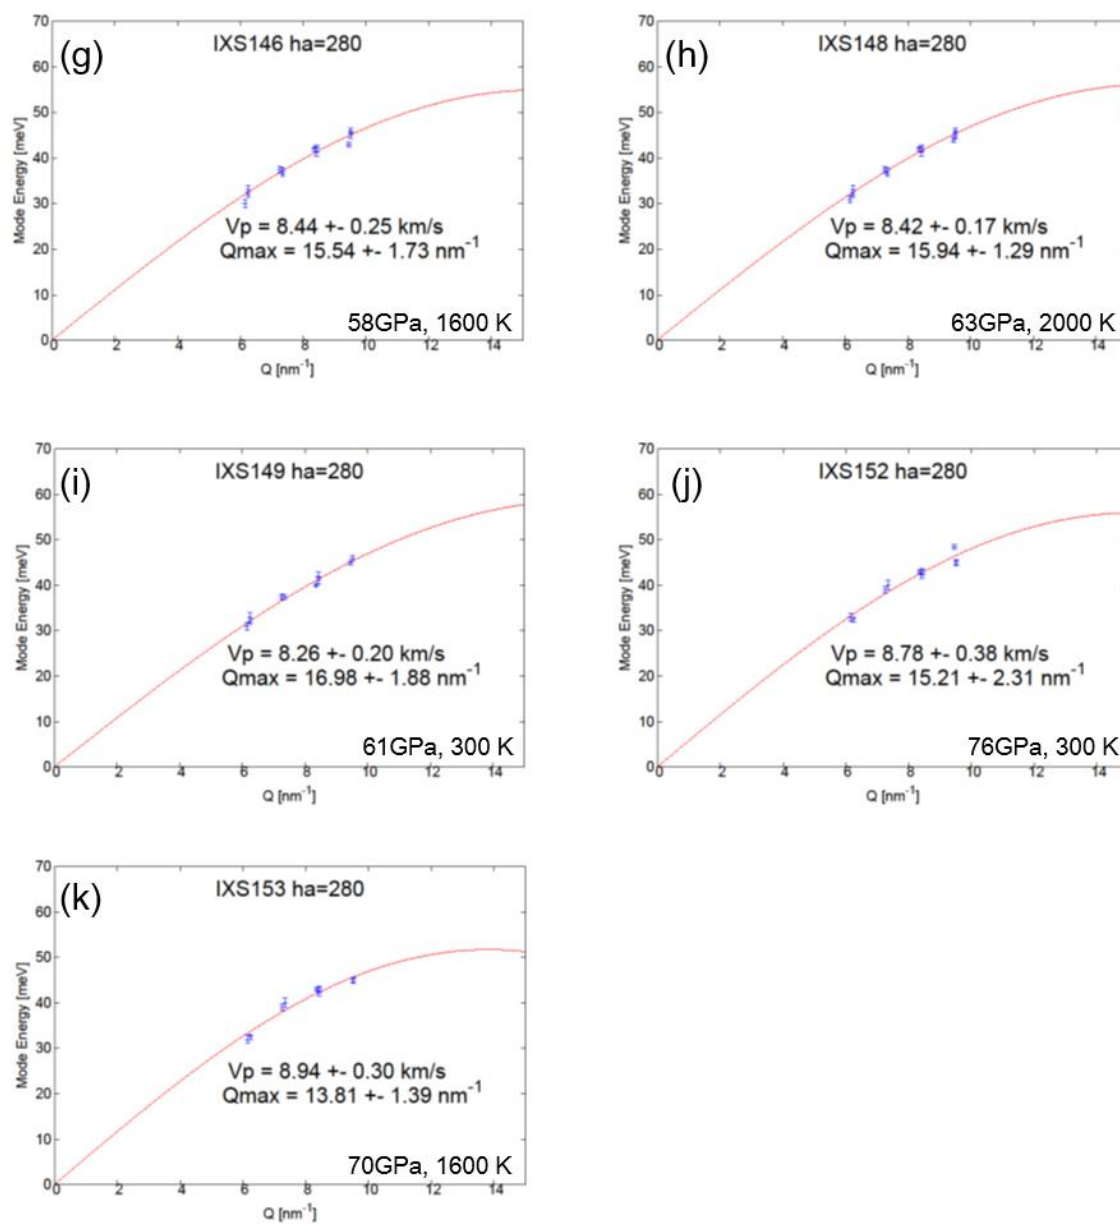 (g)
IXS146 ha=280
70
60
50
40
30
20
10
0
Mode Energy [meV]
Vp = 8.44 +- 0.25 km/s
Qmax = 15.54 +- 1.73 nm⁻¹
58GPa, 1600 K
0 2 4 6 8 10 12 14
Q [nm⁻¹]
(h)
IXS148 ha=280
70
60
50
40
30
20
10
0
Mode Energy [meV]
Vp = 8.42 +- 0.17 km/s
Qmax = 15.94 +- 1.29 nm⁻¹
63GPa, 2000 K
0 2 4 6 8 10 12 14
Q [nm⁻¹]
(i)
IXS149 ha=280
70
60
50
40
30
20
10
0
Mode Energy [meV]
Vp = 8.26 +- 0.20 km/s
Qmax = 16.98 +- 1.88 nm⁻¹
61GPa, 300 K
0 2 4 6 8 10 12 14
Q [nm⁻¹]
(j)
IXS152 ha=280
70
60
50
40
30
20
10
0
Mode Energy [meV]
Vp = 8.78 +- 0.38 km/s
Qmax = 15.21 +- 2.31 nm⁻¹
76GPa, 300 K
0 2 4 6 8 10 12 14
Q [nm⁻¹]
(k)
IXS153 ha=280
70
60
50
40
30
20
10
0
Mode Energy [meV]
Vp = 8.94 +- 0.30 km/s
Qmax = 13.81 +- 1.39 nm⁻¹
70GPa, 1600 K
0 2 4 6 8 10 12 14
Q [nm⁻¹]